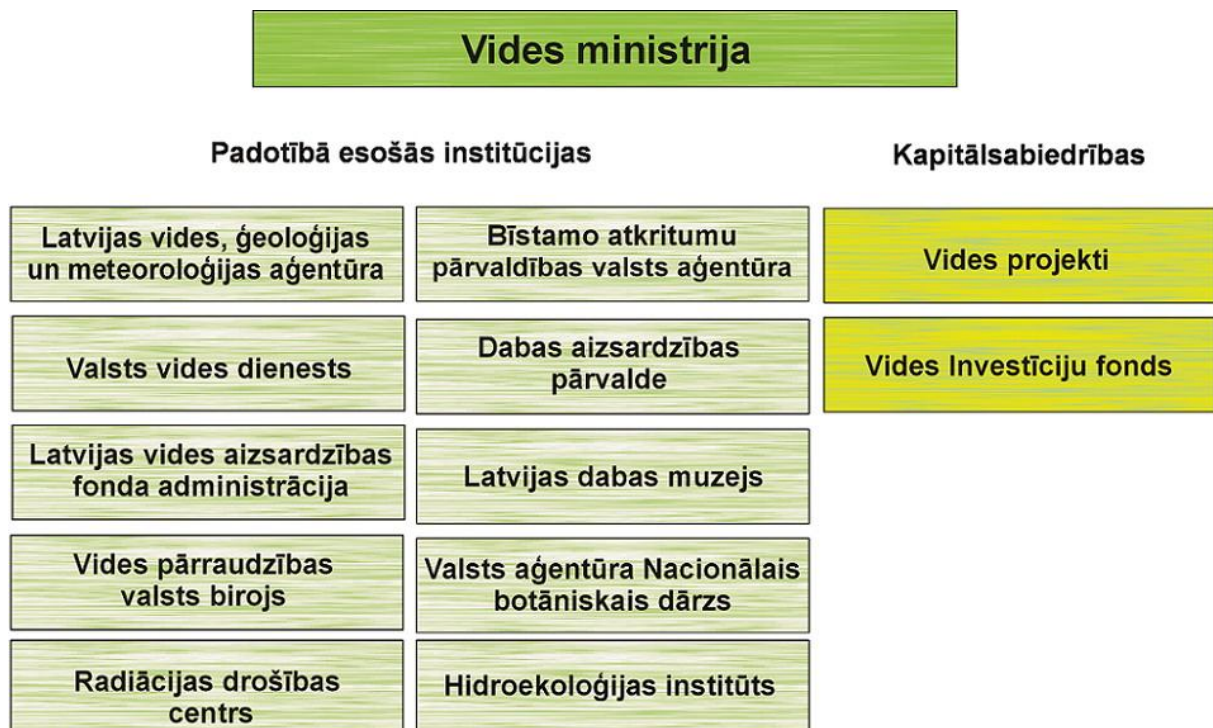 Vides ministrija
Padotībā esošās institūcijas
Kapitālsabiedrības
Latvijas vides, ģeoloģijas
un meteoroloģijas aģentūra
Bīstamo atkritumu
pārvaldības valsts aģentūra
Vides projekti
Valsts vides dienests
Dabas aizsardzības
pārvalde
Vides Investīciju fonds
Latvijas vides aizsardzības
fonda administrācija
Latvijas dabas muzejs
Vides pārraudzības
valsts birojs
Valsts aģentūra Nacionālais
botāniskais dārzs
Radiācijas drošības
centrs
Hidroekoloģijas institūts